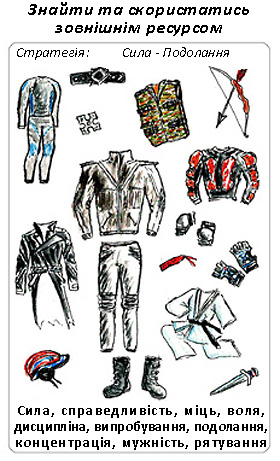 Знайти та скористатись
зовнішнім ресурсом
Стратегія: Сила - Подолання
Сила, справедливість, міць, воля,
дисципліна, випробування, подолання,
концентрація, мужність, рятування